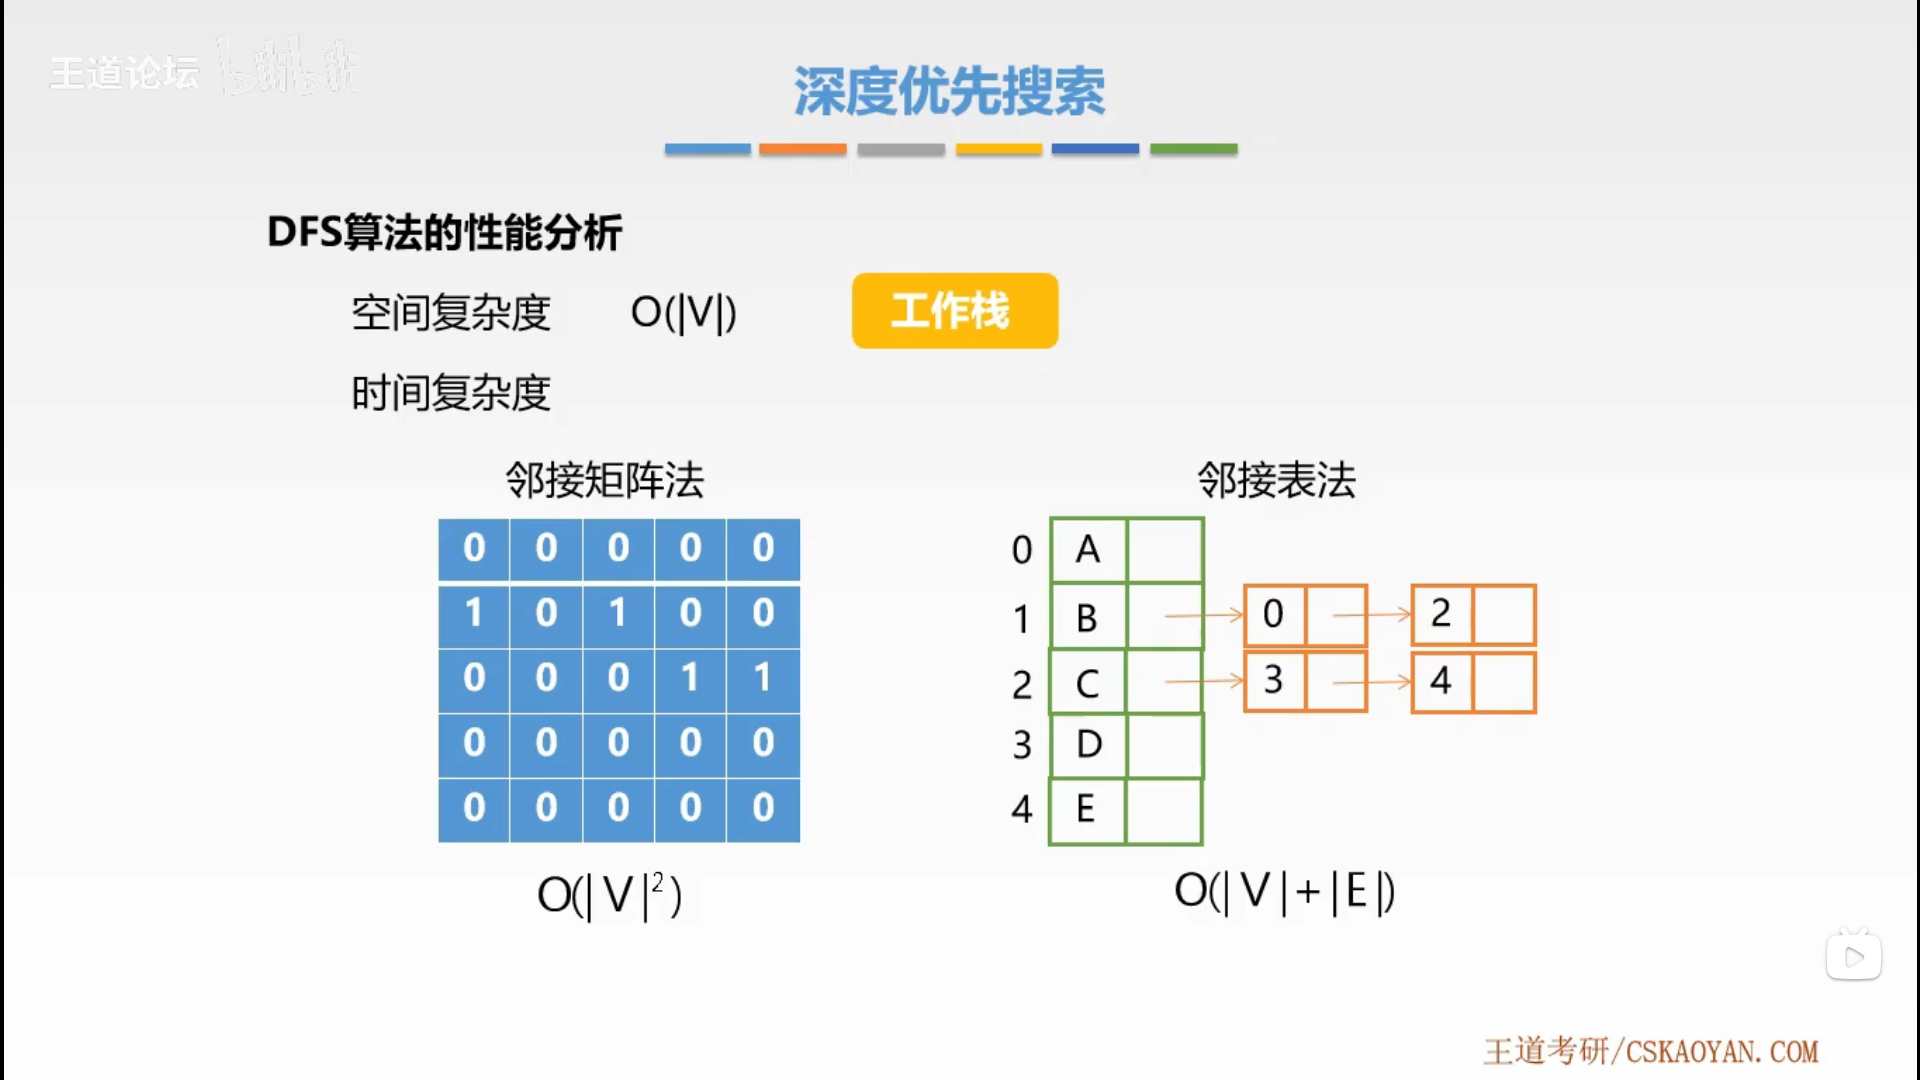 王道论坛 bilibili
深度优先搜索
DFS算法的性能分析
空间复杂度 O(|V|) 工作栈
时间复杂度
邻接矩阵法 邻接表法
0 0 0 0 0
1 0 1 0 0
0 0 0 1 1
0 0 0 0 0
0 0 0 0 0
0 A
1 B 0 2
2 C 3 4
3 D
4 E
O(|V|²) O(|V|+|E|)
王道考研/CSKAOYAN.COM